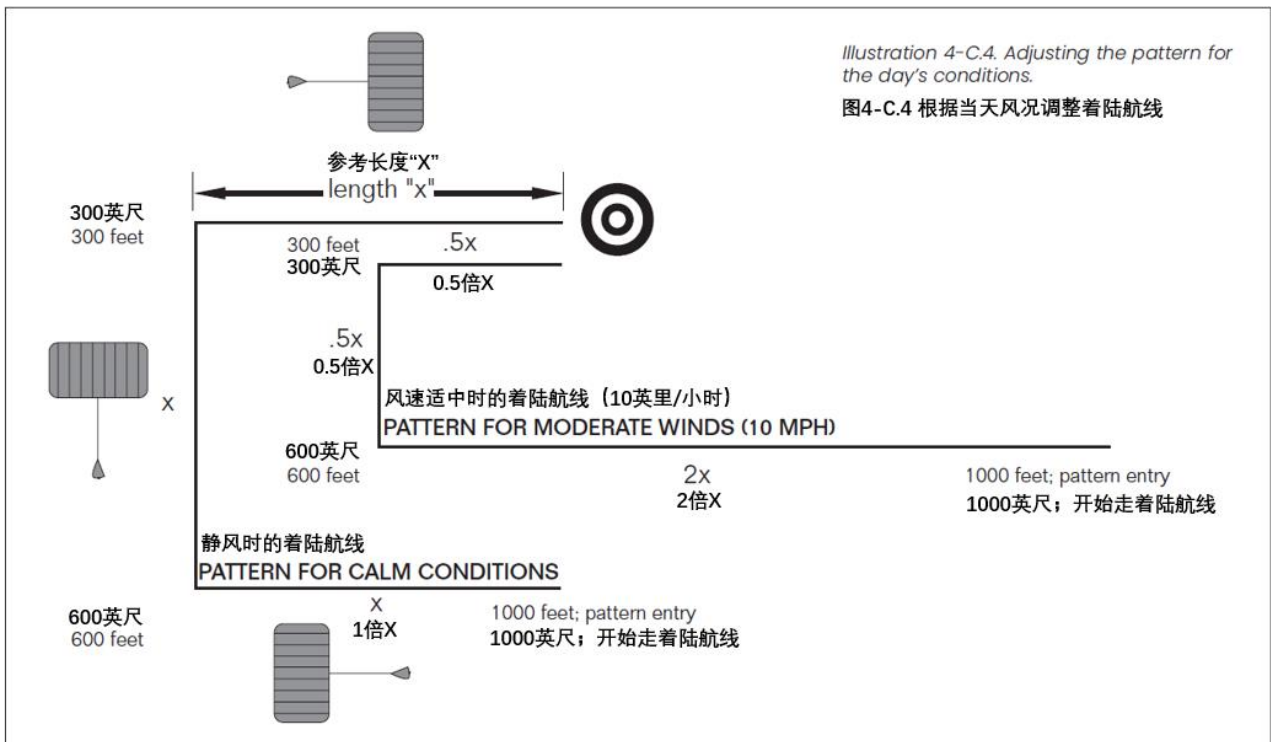 Illustration 4-C.4. Adjusting the pattern for
the day's conditions.
图4-C.4 根据当天风况调整着陆航线
参考长度“X”
length "x"
300英尺
300 feet
300 feet
300英尺
.5x
0.5倍X
.5x
0.5倍X
X
风速适中时的着陆航线（10英里/小时）
PATTERN FOR MODERATE WINDS (10 MPH)
600英尺
600 feet
2x
2倍X
1000 feet; pattern entry
1000英尺；开始走着陆航线
静风时的着陆航线
PATTERN FOR CALM CONDITIONS
600英尺
600 feet
X
1倍X
1000 feet; pattern entry
1000英尺；开始走着陆航线